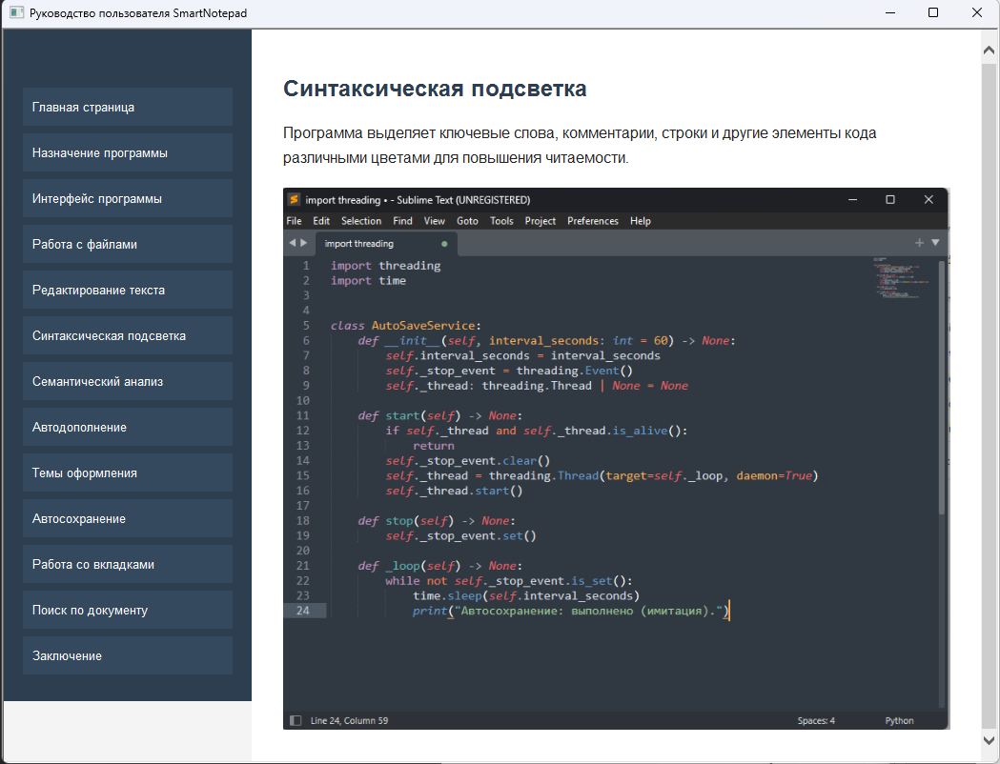 Руководство пользователя SmartNotepad
Главная страница
Назначение программы
Интерфейс программы
Работа с файлами
Редактирование текста
Синтаксическая подсветка
Семантический анализ
Автодополнение
Темы оформления
Автосохранение
Работа со вкладками
Поиск по документу
Заключение
Синтаксическая подсветка
Программа выделяет ключевые слова, комментарии, строки и другие элементы кода
различными цветами для повышения читаемости.
import threading • - Sublime Text (UNREGISTERED)
File Edit Selection Find View Goto Tools Project Preferences Help
import threading
1 import threading
2 import time
3
4
5 class AutoSaveService:
6 def __init__(self, interval_seconds: int = 60) -> None:
7 self.interval_seconds = interval_seconds
8 self._stop_event = threading.Event()
9 self._thread: threading.Thread | None = None
10
11 def start(self) -> None:
12 if self._thread and self._thread.is_alive():
13 return
14 self._stop_event.clear()
15 self._thread = threading.Thread(target=self._loop, daemon=True)
16 self._thread.start()
17
18 def stop(self) -> None:
19 self._stop_event.set()
20
21 def _loop(self) -> None:
22 while not self._stop_event.is_set():
23 time.sleep(self.interval_seconds)
24 print("Автосохранение: выполнено (имитация).")
Line 24, Column 59 Spaces: 4 Python